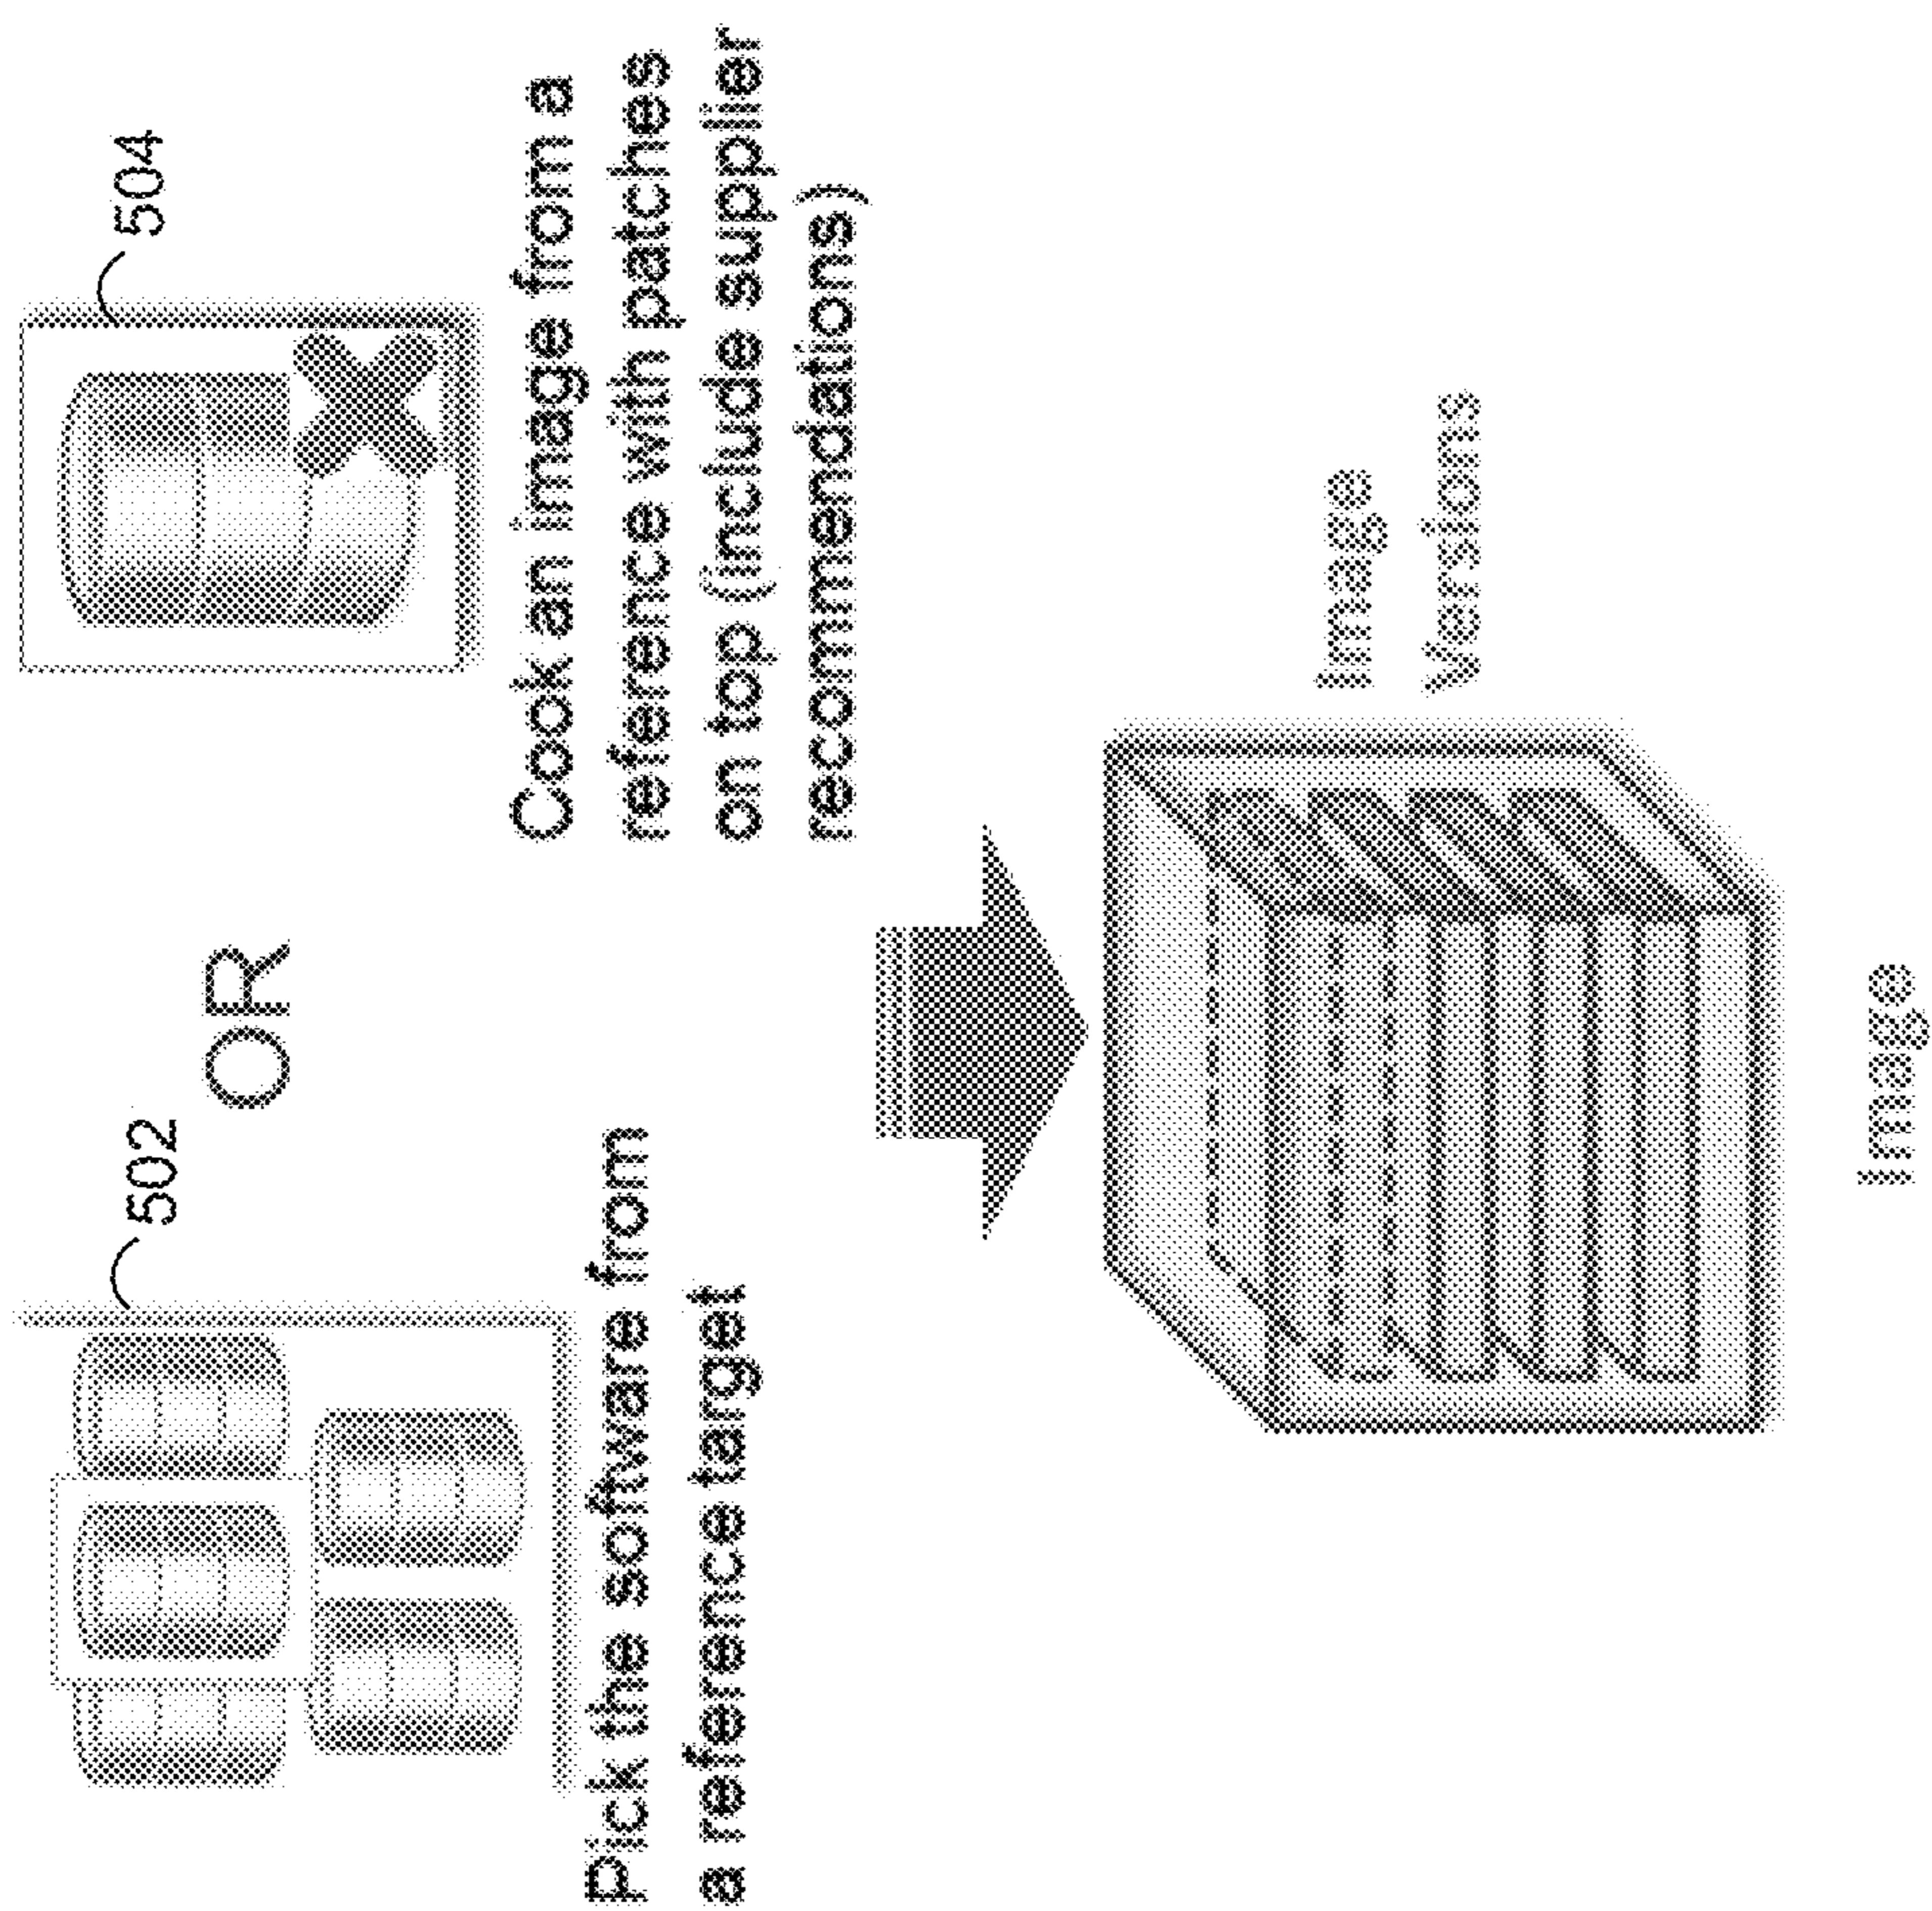 502
OR
504
Pick the software from
a reference target
Cook an image from a
reference with patches
on top (include supplier
recommendations)
Image
Versions
Image